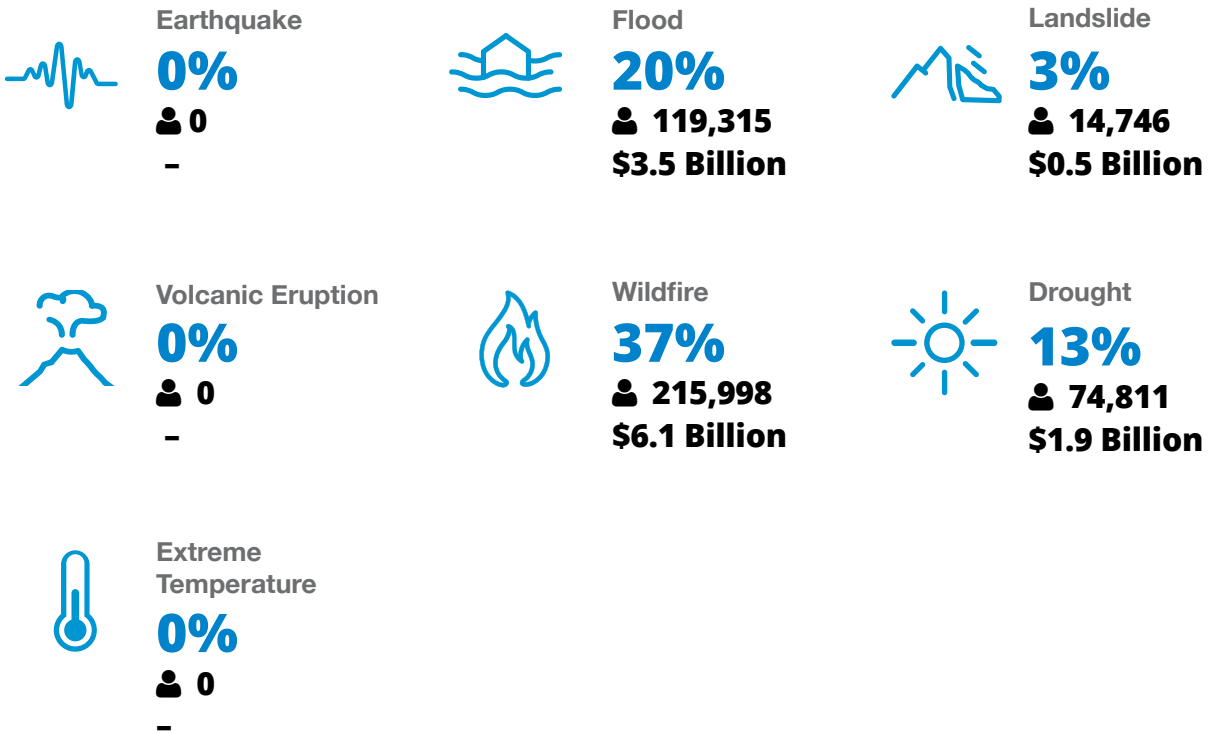 Earthquake
0%
0
–
Flood
20%
119,315
$3.5 Billion
Landslide
3%
14,746
$0.5 Billion
Volcanic Eruption
0%
0
–
Wildfire
37%
215,998
$6.1 Billion
Drought
13%
74,811
$1.9 Billion
Extreme
Temperature
0%
0
–